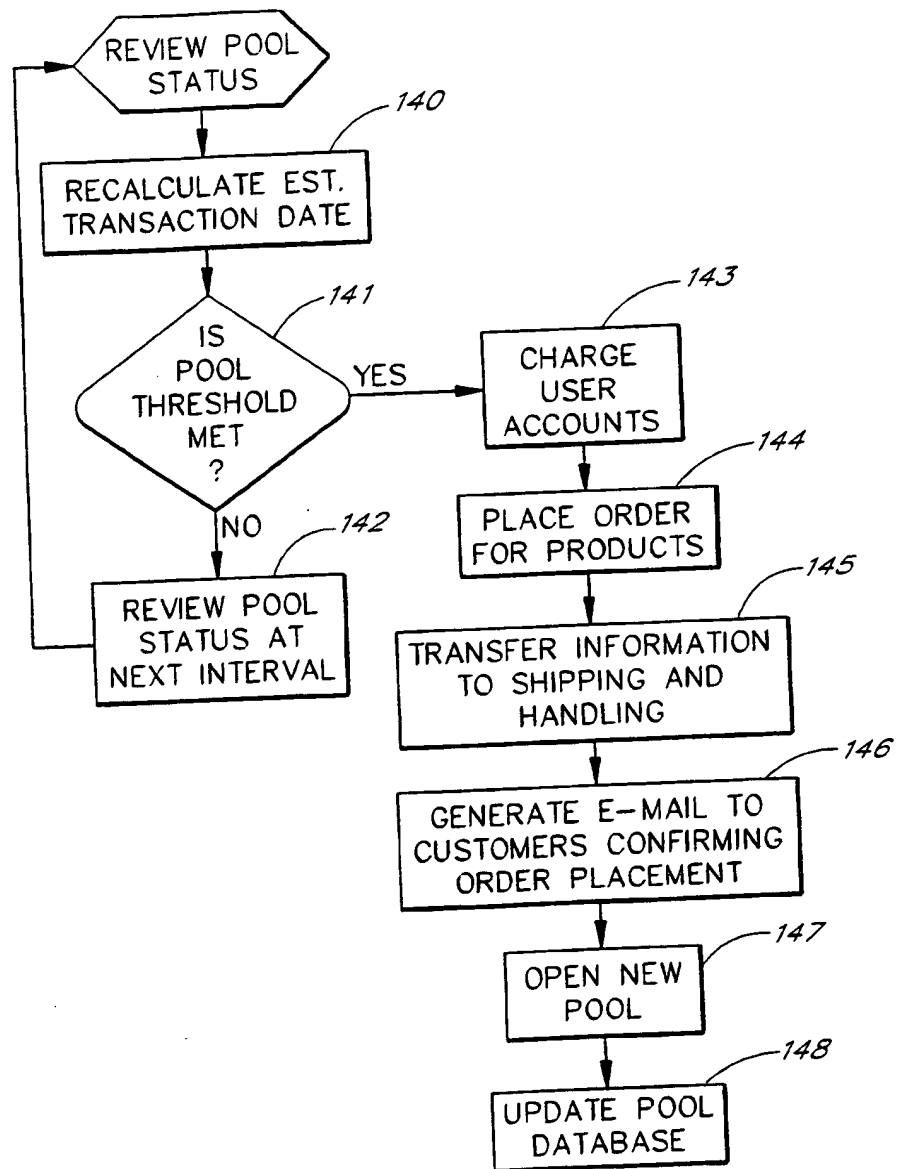 REVIEW POOL
STATUS
140
RECALCULATE EST.
TRANSACTION DATE
141
IS
POOL
THRESHOLD
MET
?
YES
NO
142
REVIEW POOL
STATUS AT
NEXT INTERVAL
143
CHARGE
USER
ACCOUNTS
144
PLACE ORDER
FOR PRODUCTS
145
TRANSFER INFORMATION
TO SHIPPING AND
HANDLING
146
GENERATE E-MAIL TO
CUSTOMERS CONFIRMING
ORDER PLACEMENT
147
OPEN NEW
POOL
148
UPDATE POOL
DATABASE